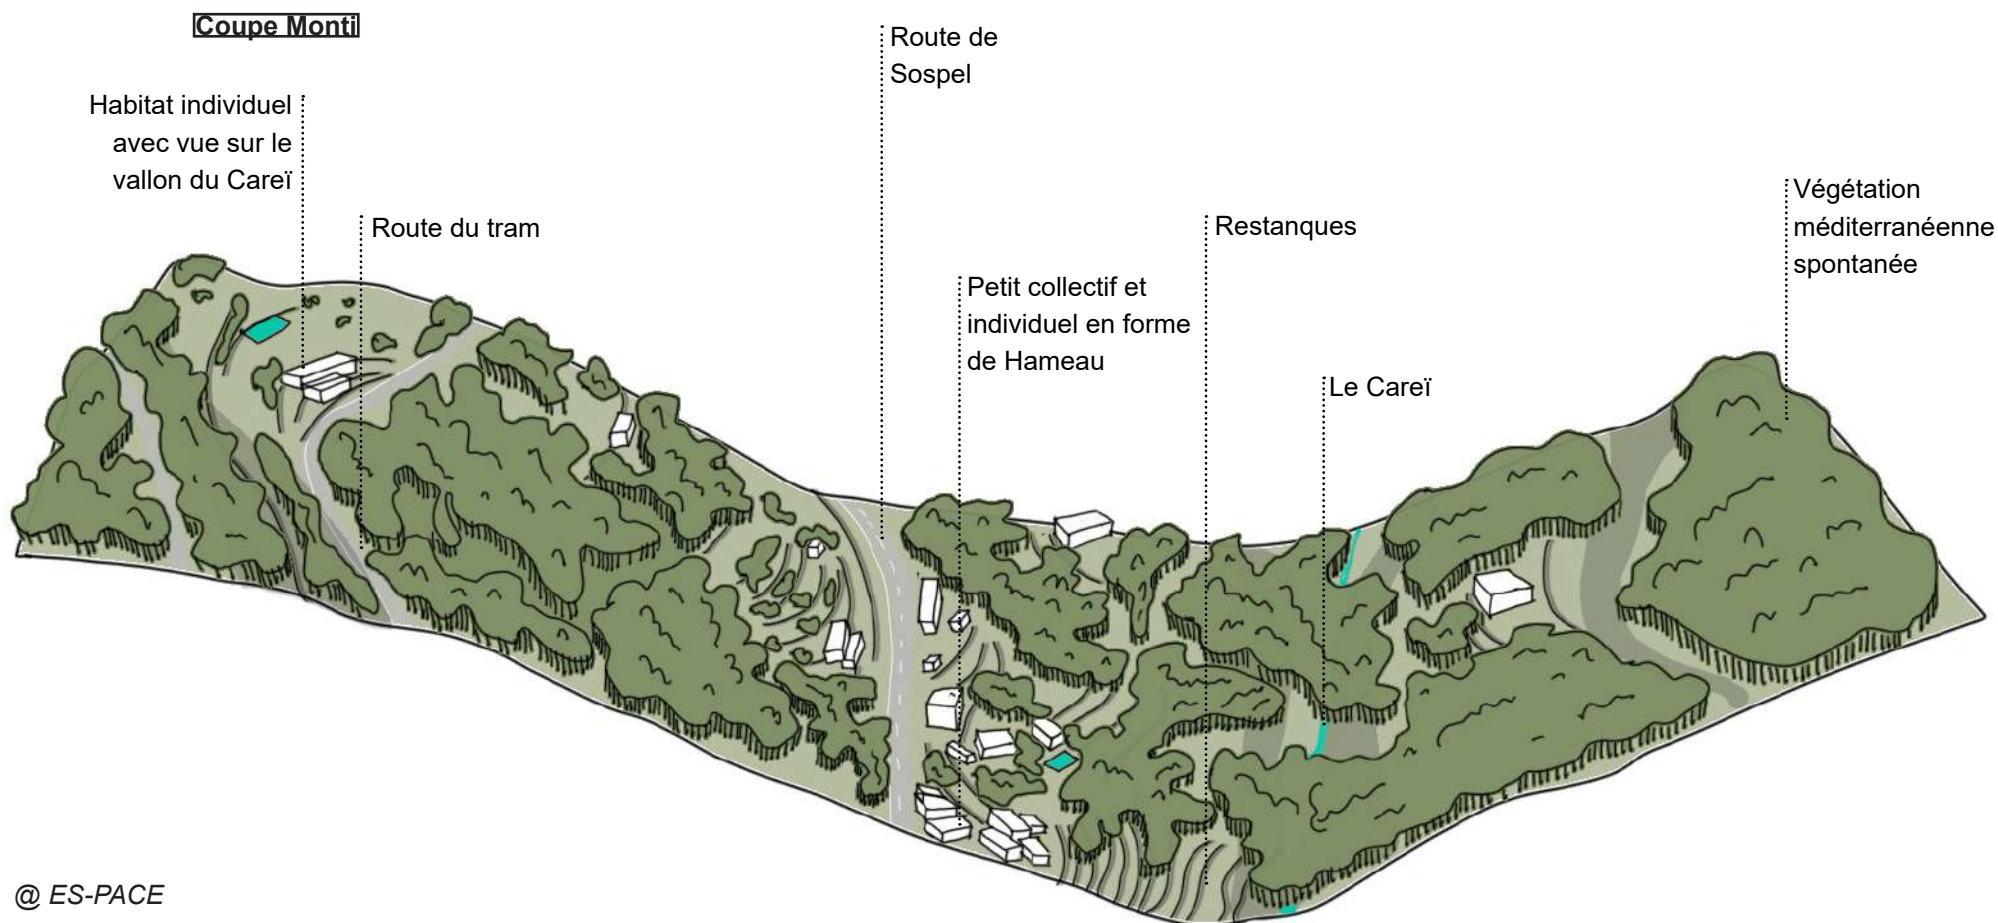 Coupe Monti
Habitat individuel
avec vue sur le
vallon du Careï
Route du tram
Route de
Sospel
Petit collectif et
individuel en forme
de Hameau
Restanques
Le Careï
Végétation
méditerranéenne
spontanée
@ ES-PACE